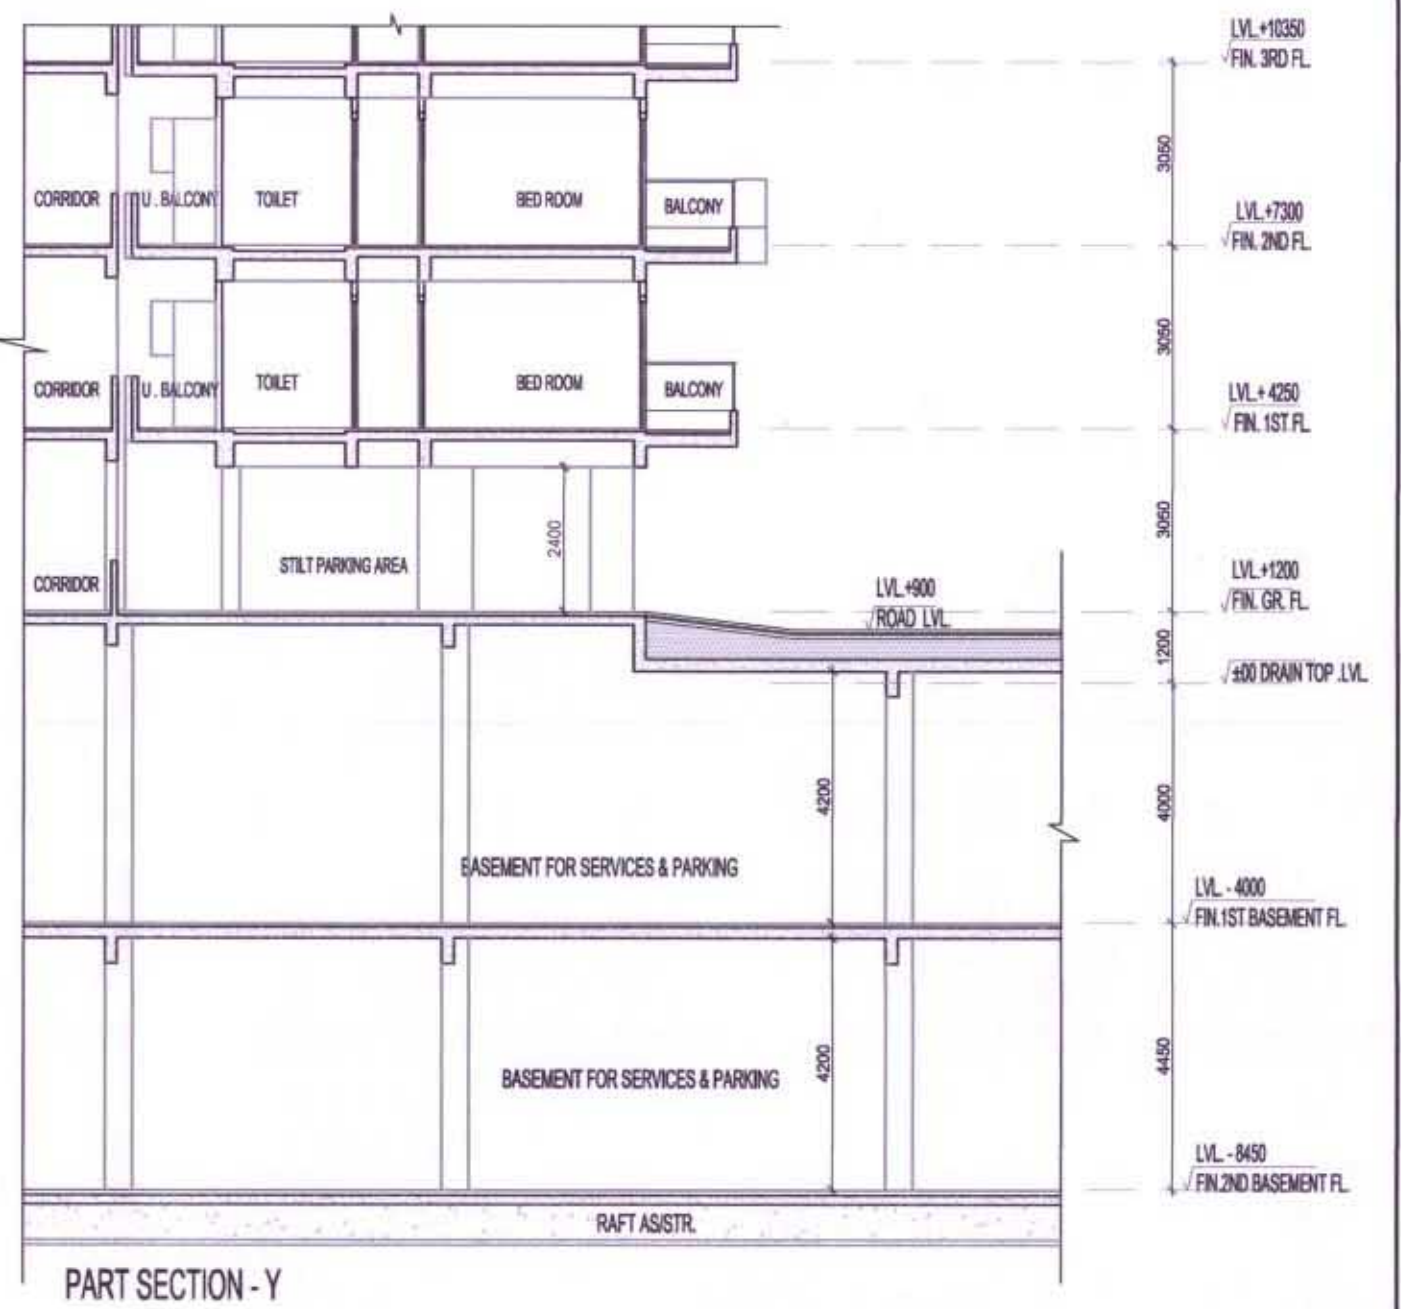 LVL.+10350
FIN. 3RD FL.
3050
CORRIDOR U. BALCONY TOILET BED ROOM BALCONY
LVL.+7300
FIN. 2ND FL.
3050
CORRIDOR U. BALCONY TOILET BED ROOM BALCONY
LVL.+ 4250
FIN. 1ST FL.
3050
2400
STILT PARKING AREA
CORRIDOR
LVL.+900
ROAD LVL.
LVL.+1200
FIN. GR. FL.
1200
±00 DRAIN TOP .LVL.
4200
4000
BASEMENT FOR SERVICES & PARKING
LVL. - 4000
FIN.1ST BASEMENT FL.
4200
4450
BASEMENT FOR SERVICES & PARKING
LVL. - 8450
FIN.2ND BASEMENT FL.
RAFT AS/STR.
PART SECTION - Y